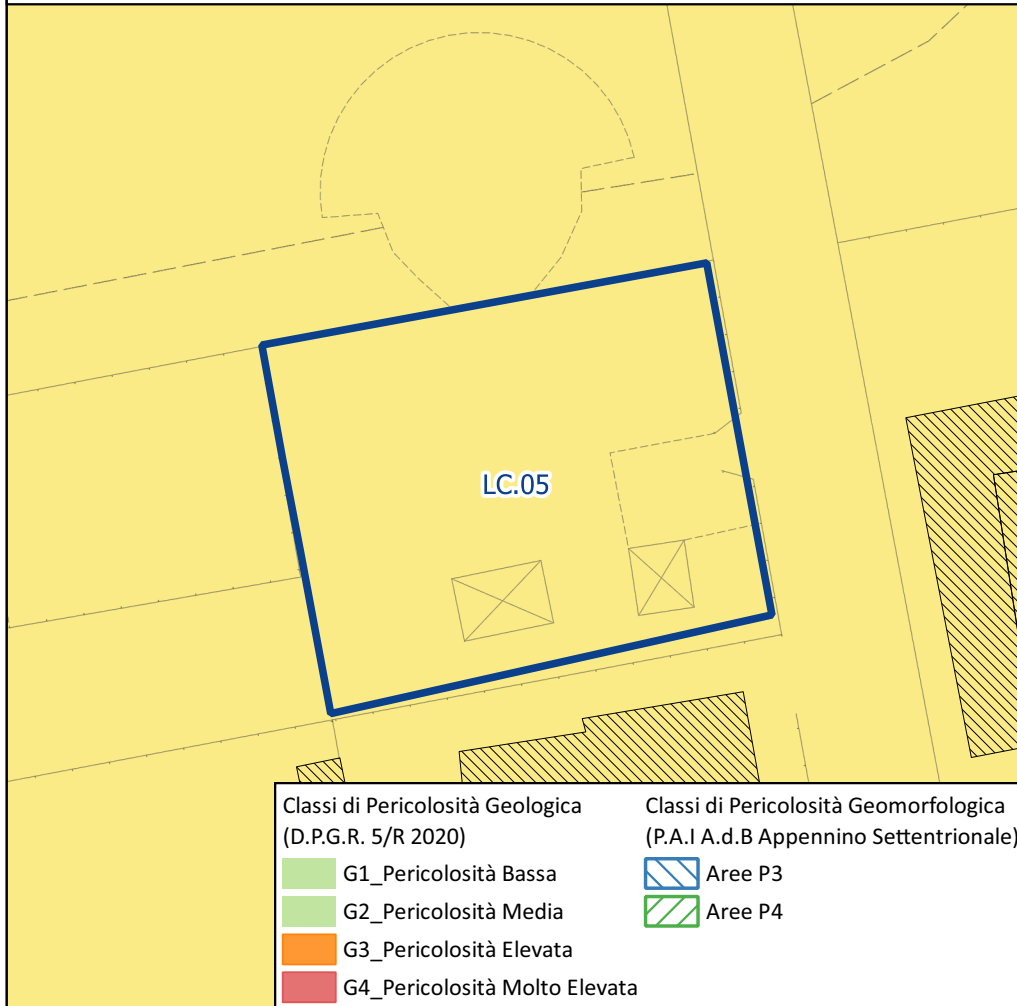 LC.05
Classi di Pericolosità Geologica
(D.P.G.R. 5/R 2020)
G1_Pericolosità Bassa
G2_Pericolosità Media
G3_Pericolosità Elevata
G4_Pericolosità Molto Elevata
Classi di Pericolosità Geomorfologica
(P.A.I A.d.B Appennino Settentrionale)
Aree P3
Aree P4